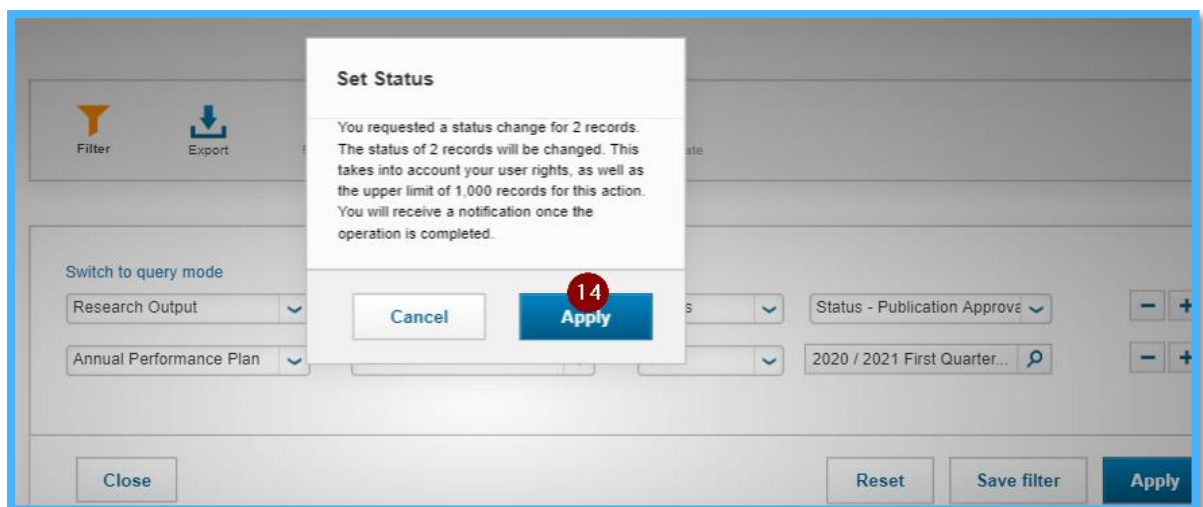 Set Status
You requested a status change for 2 records.
The status of 2 records will be changed. This
takes into account your user rights, as well as
the upper limit of 1,000 records for this action.
You will receive a notification once the
operation is completed.
Filter
Export
Switch to query mode
14
Cancel
Apply
Research Output
Status - Publication Approva
Annual Performance Plan
2020 / 2021 First Quarter...
Close
Reset
Save filter
Apply